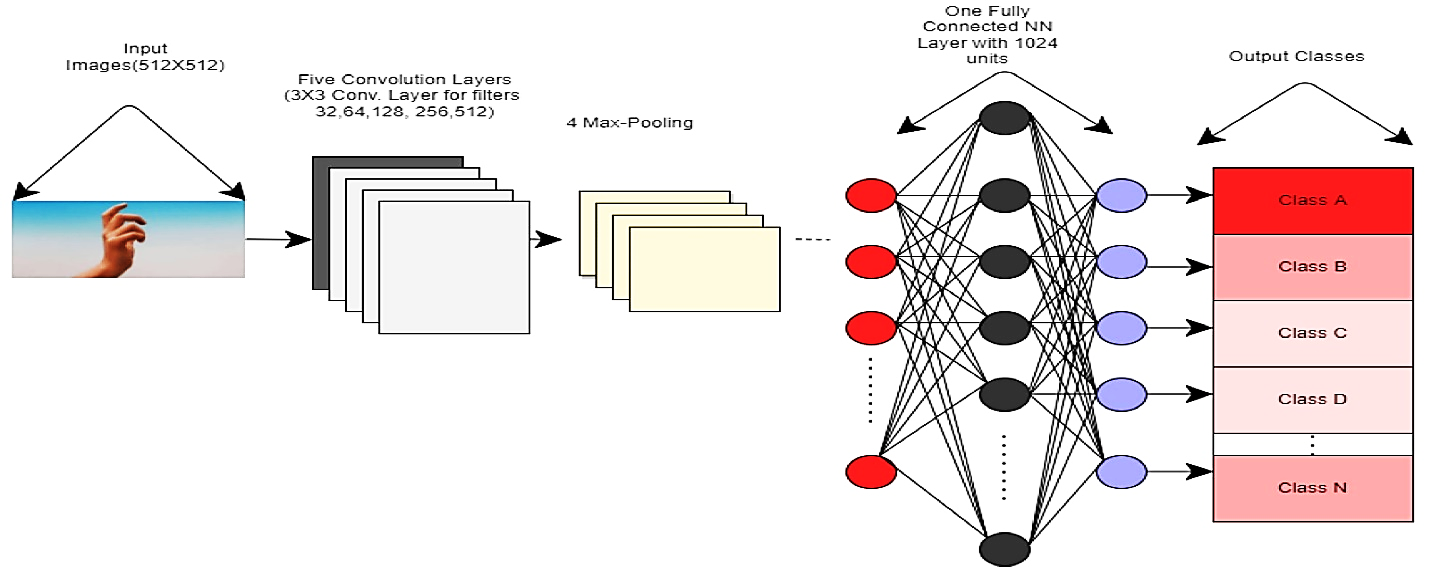 Input
Images(512X512)
Five Convolution Layers
(3X3 Conv. Layer for filters
32,64,128, 256,512)
4 Max-Pooling
One Fully
Connected NN
Layer with 1024
units
Output Classes
Class A
Class B
Class C
Class D
Class N